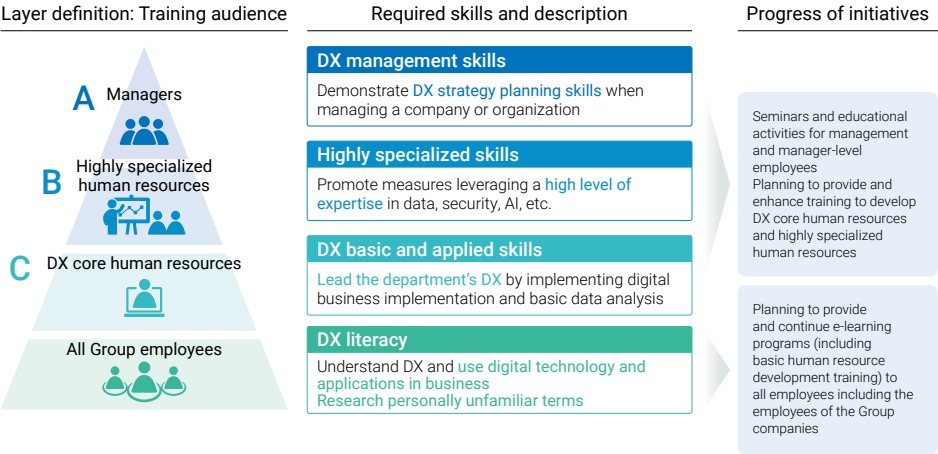 Layer definition: Training audience
A
Managers
B
Highly specialized
human resources
C
DX core human resources
All Group employees
Required skills and description
DX management skills
Demonstrate DX strategy planning skills when
managing a company or organization
Highly specialized skills
Promote measures leveraging a high level of
expertise in data, security, AI, etc.
DX basic and applied skills
Lead the department's DX by implementing digital
business implementation and basic data analysis
DX literacy
Understand DX and use digital technology and
applications in business
Research personally unfamiliar terms
Progress of initiatives
Seminars and educational
activities for management
and manager-level
employees
Planning to provide and
enhance training to develop
DX core human resources
and highly specialized
human resources
Planning to provide
and continue e-learning
programs (including
basic human resource
development training) to
all employees including the
employees of the Group
companies